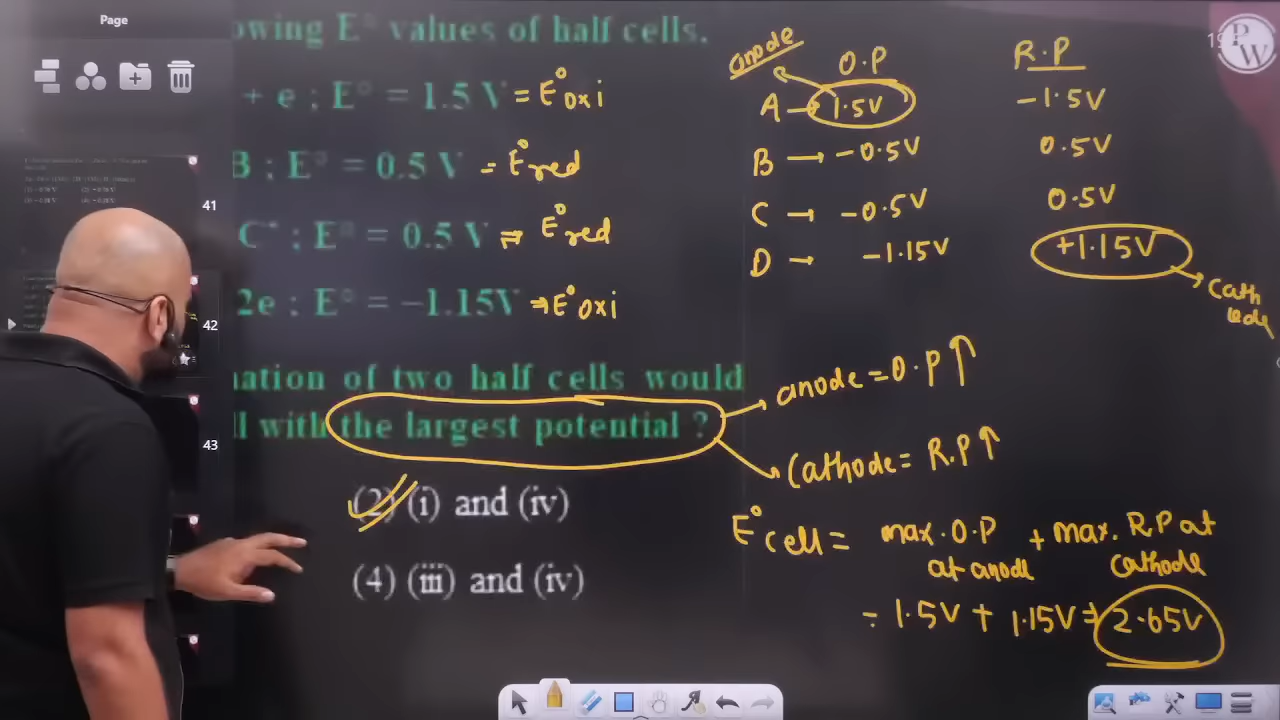 Page
owing E° values of half cells.
+ e ; E° = 1.5 V = E°oxi
B ; E° = 0.5 V = E°red
C⁺ ; E° = 0.5 V ⇒ E°red
2e ; E° = −1.15V ⇒ E°oxi
nation of two half cells would
ll with the largest potential ?
(2) (i) and (iv)
(4) (iii) and (iv)
41
42
43
anode
O.P
R.P
A → 1.5V −1.5V
B → −0.5V 0.5V
C → −0.5V 0.5V
D → −1.15V +1.15V
anode = O.P ↑
Cathode = R.P ↑
E°cell = max. O.P at anode + max. R.P at cathode
= 1.5V + 1.15V ⇒ 2.65V
PW